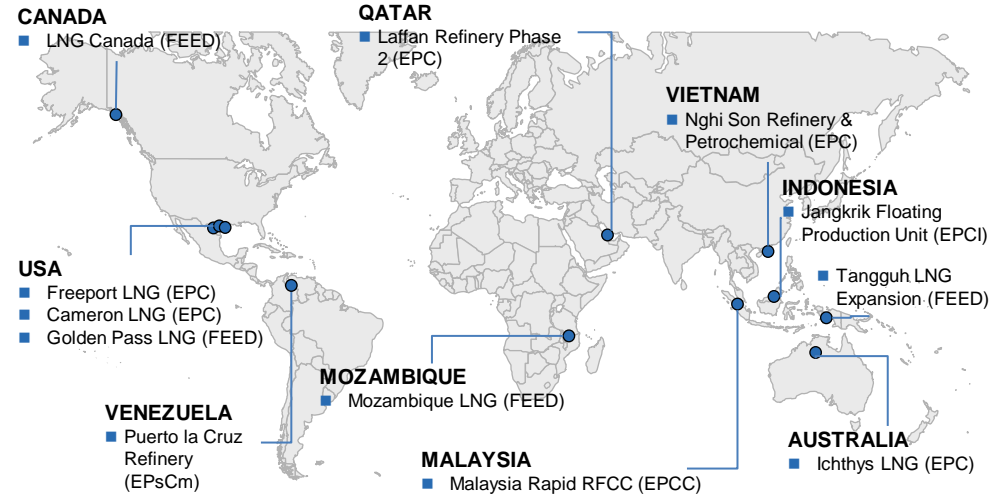 CANADA
■ LNG Canada (FEED)
QATAR
■ Laffan Refinery Phase
2 (EPC)
VIETNAM
■ Nghi Son Refinery &
Petrochemical (EPC)
INDONESIA
■ Jangkrik Floating
Production Unit (EPCI)
■ Tangguh LNG
Expansion (FEED)
USA
■ Freeport LNG (EPC)
■ Cameron LNG (EPC)
■ Golden Pass LNG (FEED)
MOZAMBIQUE
■ Mozambique LNG (FEED)
VENEZUELA
■ Puerto la Cruz
Refinery
(EPsCm)
MALAYSIA
■ Malaysia Rapid RFCC (EPCC)
AUSTRALIA
■ Ichthys LNG (EPC)